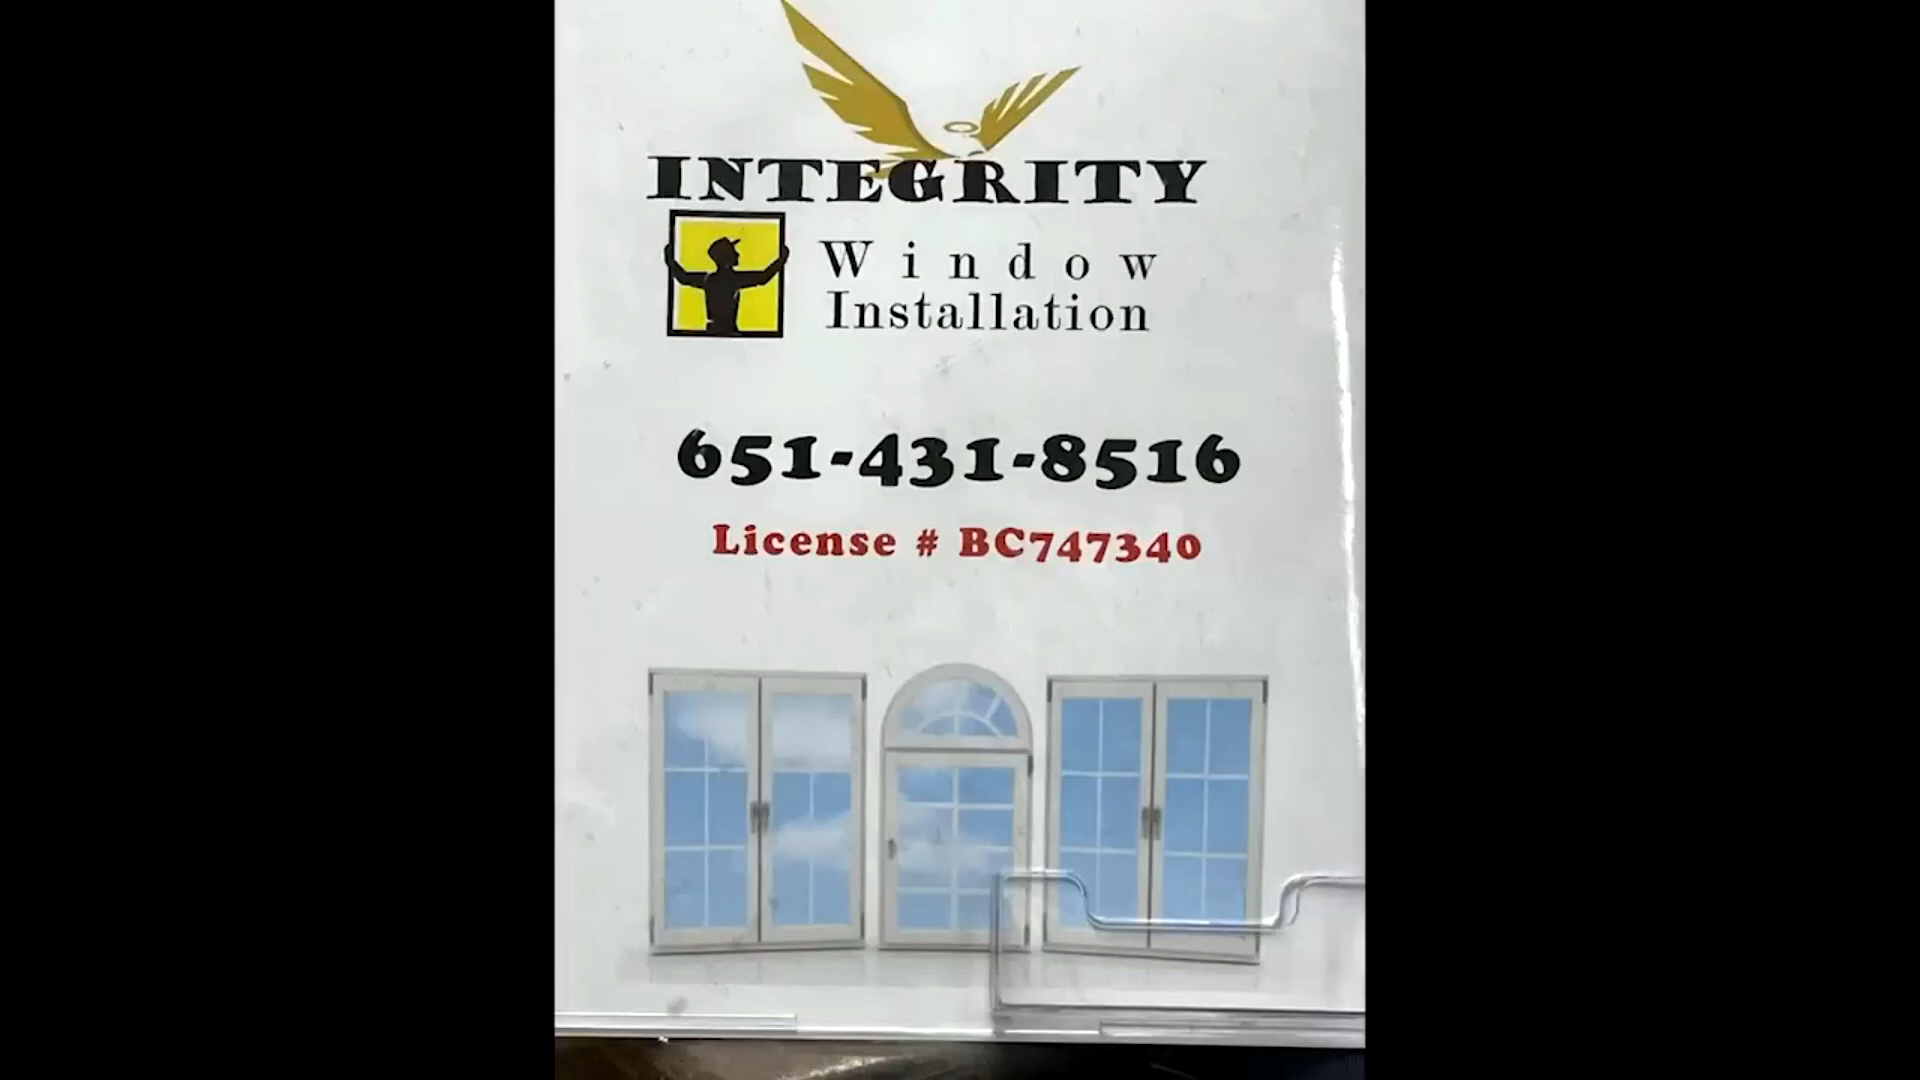 INTEGRITY
Window
Installation
651-431-8516
License # BC747340